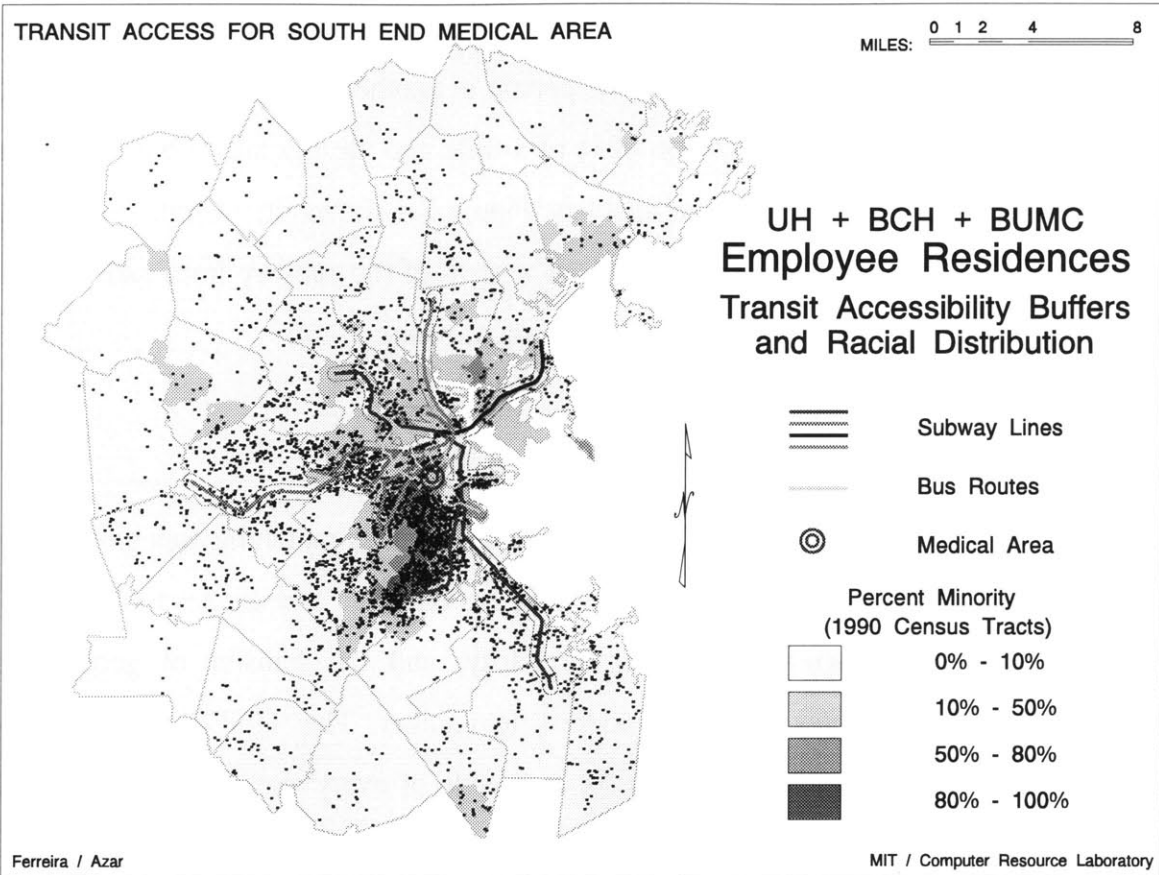 TRANSIT ACCESS FOR SOUTH END MEDICAL AREA
MILES: 0 1 2 4 8
UH + BCH + BUMC
Employee Residences
Transit Accessibility Buffers
and Racial Distribution
Subway Lines
Bus Routes
N
Medical Area
Percent Minority
(1990 Census Tracts)
0% - 10%
10% - 50%
50% - 80%
80% - 100%
Ferreira / Azar
MIT / Computer Resource Laboratory